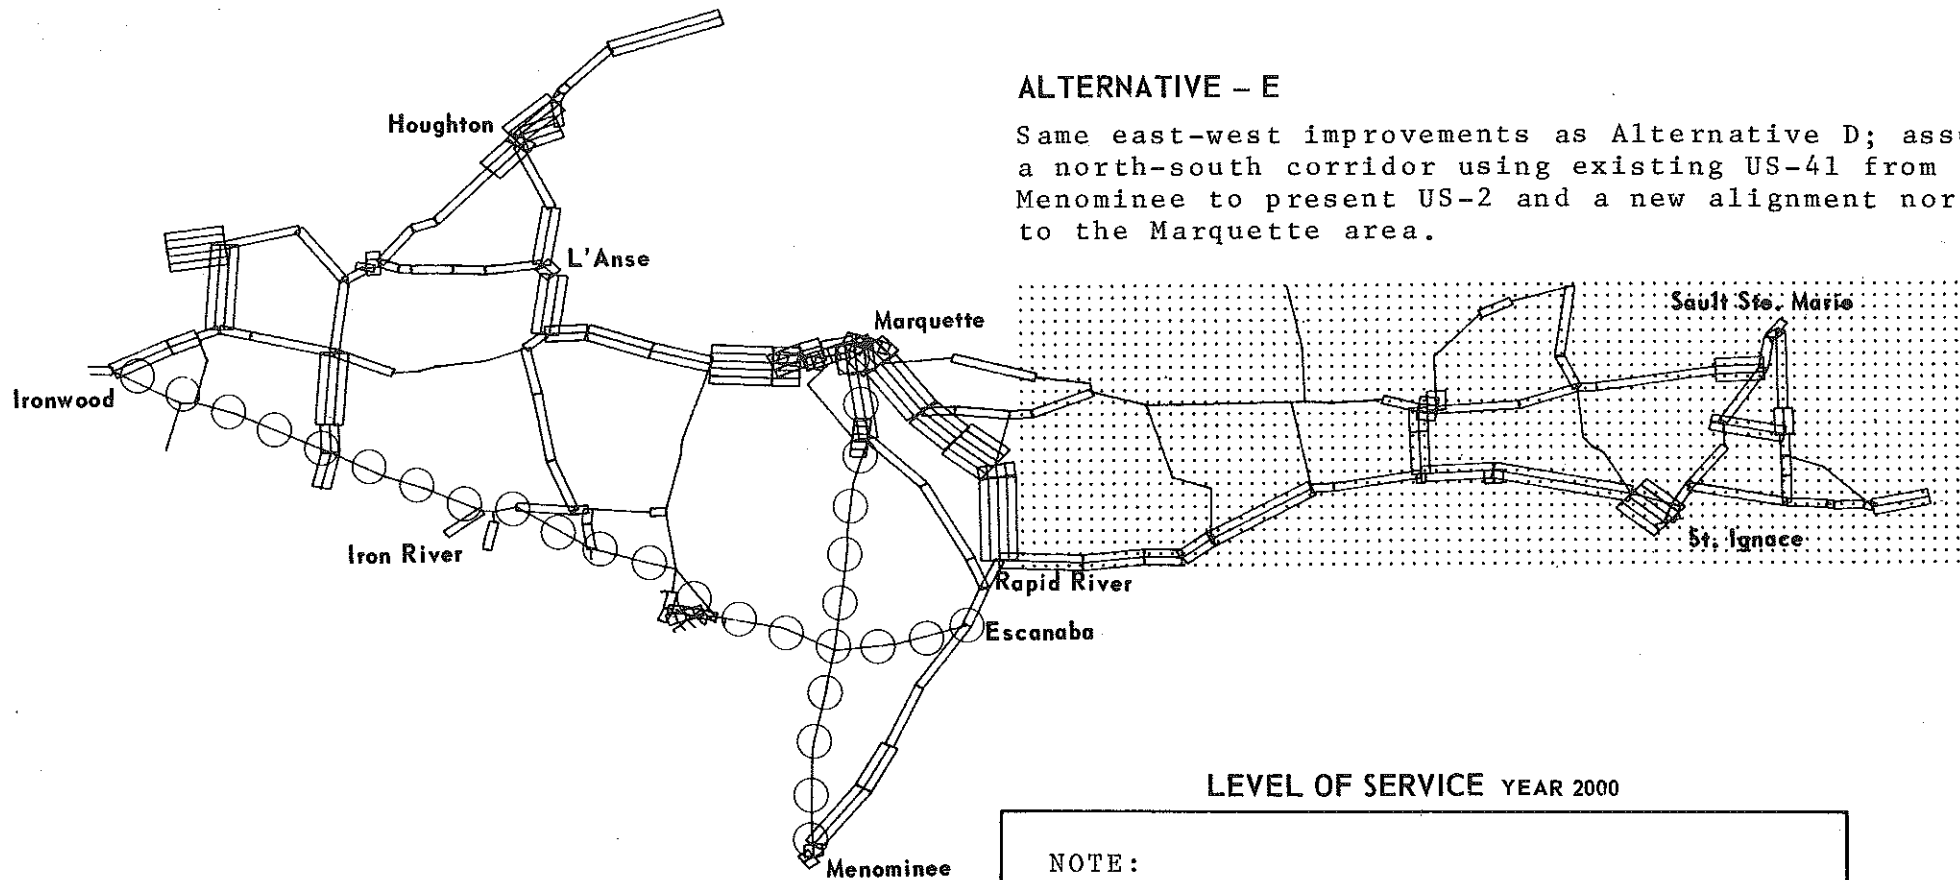 ALTERNATIVE – E
Same east-west improvements as Alternative D;
a north-south corridor using existing US-41 from
Menominee to present US-2 and a new alignment
to the Marquette area.
Houghton
L'Anse
Marquette
Sault Ste. Marie
Ironwood
Iron River
St. Ignace
Rapid River
Escanaba
Menominee
LEVEL OF SERVICE YEAR 2000
NOTE: